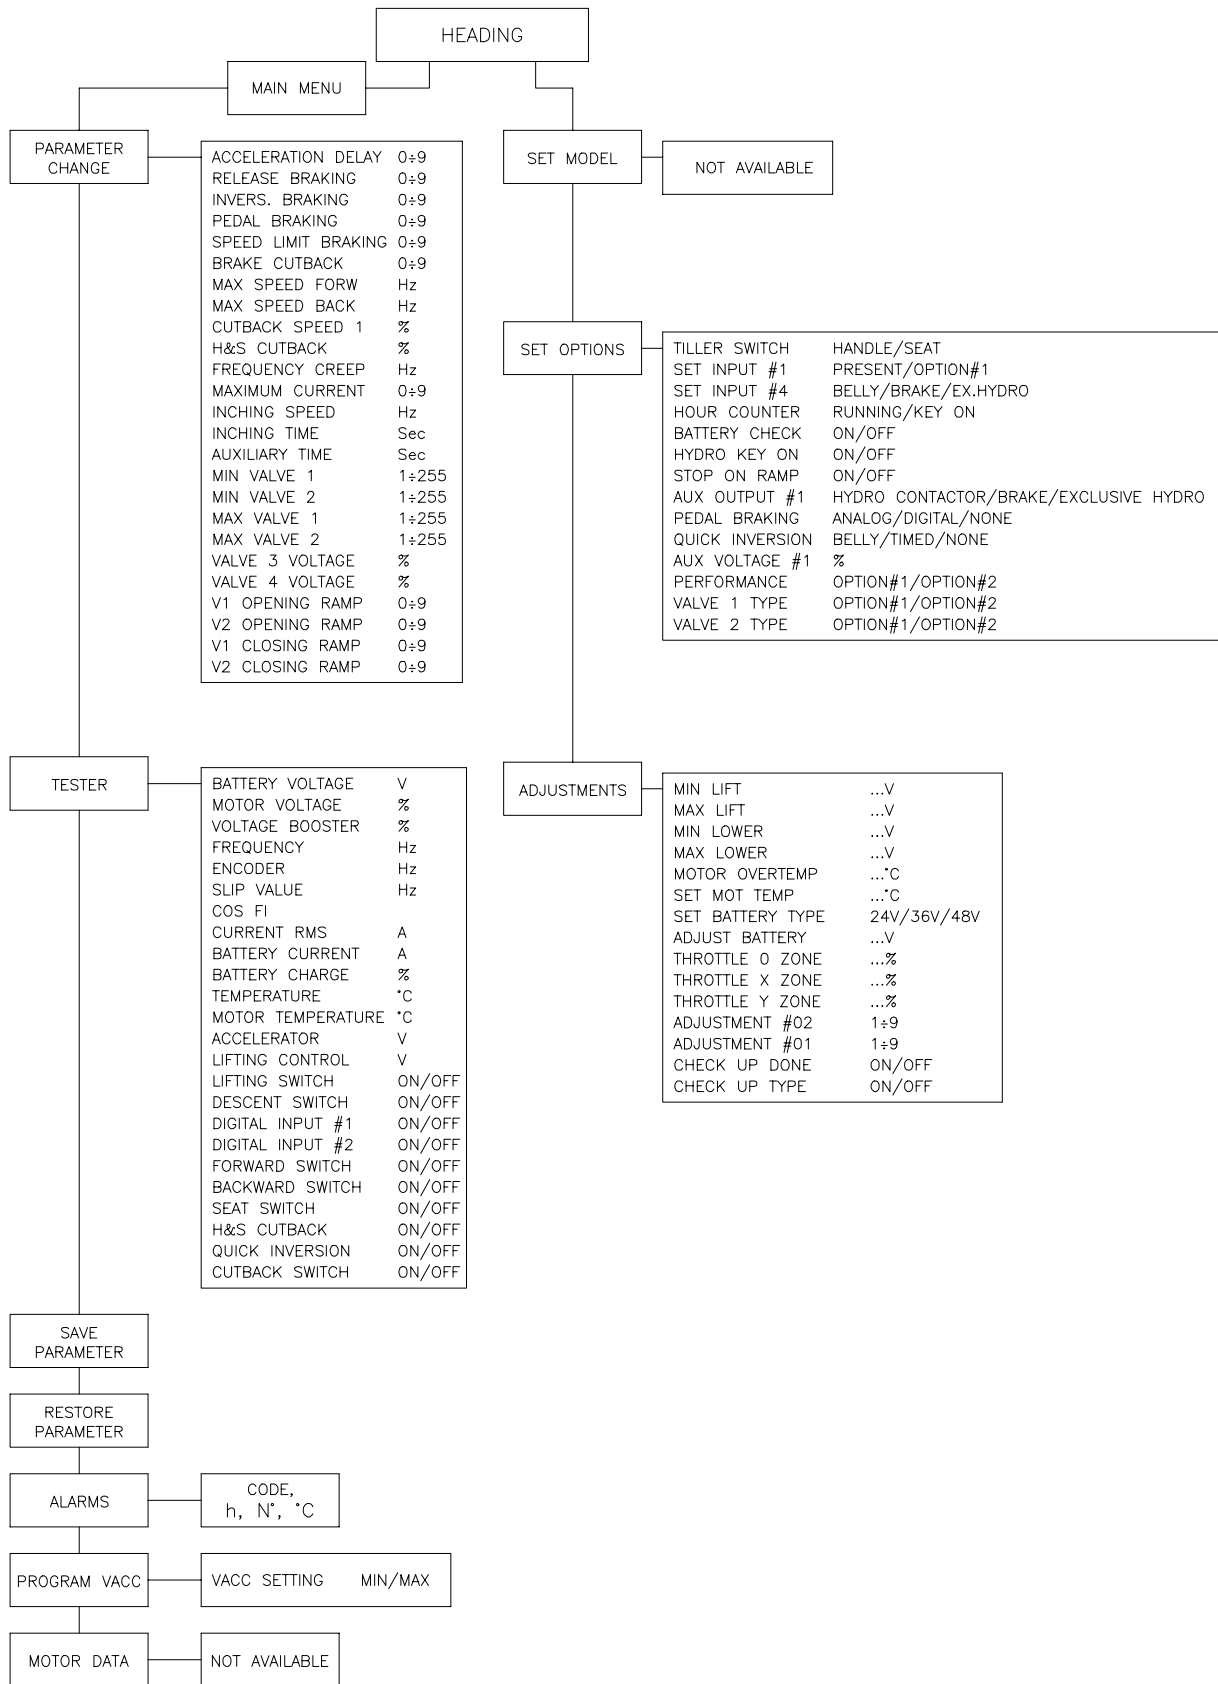 HEADING
MAIN MENU
PARAMETER
CHANGE
ACCELERATION DELAY 0÷9
RELEASE BRAKING 0÷9
INVERS. BRAKING 0÷9
PEDAL BRAKING 0÷9
SPEED LIMIT BRAKING 0÷9
BRAKE CUTBACK 0÷9
MAX SPEED FORW Hz
MAX SPEED BACK Hz
CUTBACK SPEED 1 %
H&S CUTBACK %
FREQUENCY CREEP Hz
MAXIMUM CURRENT 0÷9
INCHING SPEED Hz
INCHING TIME Sec
AUXILIARY TIME Sec
MIN VALVE 1 1÷255
MIN VALVE 2 1÷255
MAX VALVE 1 1÷255
MAX VALVE 2 1÷255
VALVE 3 VOLTAGE %
VALVE 4 VOLTAGE %
V1 OPENING RAMP 0÷9
V2 OPENING RAMP 0÷9
V1 CLOSING RAMP 0÷9
V2 CLOSING RAMP 0÷9
SET MODEL
NOT AVAILABLE
SET OPTIONS
TILLER SWITCH HANDLE/SEAT
SET INPUT #1 PRESENT/OPTION#1
SET INPUT #4 BELLY/BRAKE/EX.HYDRO
HOUR COUNTER RUNNING/KEY ON
BATTERY CHECK ON/OFF
HYDRO KEY ON ON/OFF
STOP ON RAMP ON/OFF
AUX OUTPUT #1 HYDRO CONTACTOR/BRAKE/EXCLUSIVE HYDRO
PEDAL BRAKING ANALOG/DIGITAL/NONE
QUICK INVERSION BELLY/TIMED/NONE
AUX VOLTAGE #1 %
PERFORMANCE OPTION#1/OPTION#2
VALVE 1 TYPE OPTION#1/OPTION#2
VALVE 2 TYPE OPTION#1/OPTION#2
TESTER
BATTERY VOLTAGE V
MOTOR VOLTAGE %
VOLTAGE BOOSTER %
FREQUENCY Hz
ENCODER Hz
SLIP VALUE Hz
COS FI
CURRENT RMS A
BATTERY CURRENT A
BATTERY CHARGE %
TEMPERATURE °C
MOTOR TEMPERATURE °C
ACCELERATOR V
LIFTING CONTROL V
LIFTING SWITCH ON/OFF
DESCENT SWITCH ON/OFF
DIGITAL INPUT #1 ON/OFF
DIGITAL INPUT #2 ON/OFF
FORWARD SWITCH ON/OFF
BACKWARD SWITCH ON/OFF
SEAT SWITCH ON/OFF
H&S CUTBACK ON/OFF
QUICK INVERSION ON/OFF
CUTBACK SWITCH ON/OFF
ADJUSTMENTS
MIN LIFT ...V
MAX LIFT ...V
MIN LOWER ...V
MAX LOWER ...V
MOTOR OVERTEMP ...°C
SET MOT TEMP ...°C
SET BATTERY TYPE 24V/36V/48V
ADJUST BATTERY ...V
THROTTLE 0 ZONE ...%
THROTTLE X ZONE ...%
THROTTLE Y ZONE ...%
ADJUSTMENT #02 1÷9
ADJUSTMENT #01 1÷9
CHECK UP DONE ON/OFF
CHECK UP TYPE ON/OFF
SAVE
PARAMETER
RESTORE
PARAMETER
ALARMS
CODE,
h, N°, °C
PROGRAM VACC
VACC SETTING MIN/MAX
MOTOR DATA
NOT AVAILABLE